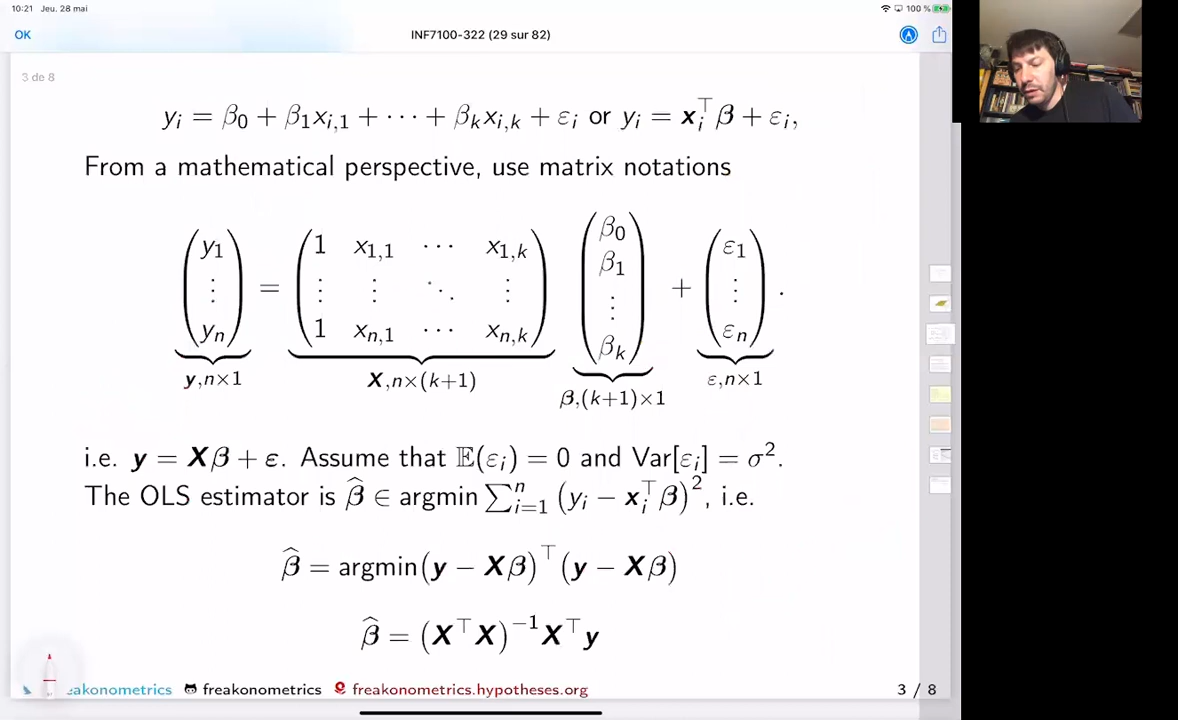 10:21 Jeu. 28 mai
100 %
OK
INF7100-322 (29 sur 82)
3 de 8
yᵢ = β₀ + β₁xᵢ,₁ + ⋯ + βₖxᵢ,ₖ + εᵢ or yᵢ = xᵢ⊤β + εᵢ,
From a mathematical perspective, use matrix notations
y₁ 1 x₁,₁ ⋯ x₁,ₖ β₀ ε₁
⋮ = ⋮ ⋮ ⋱ ⋮ β₁ + ⋮ .
yₙ 1 xₙ,₁ ⋯ xₙ,ₖ ⋮ εₙ
βₖ
y,n×1 X,n×(k+1) β,(k+1)×1 ε,n×1
i.e. y = Xβ + ε. Assume that 𝔼(εᵢ) = 0 and Var[εᵢ] = σ².
The OLS estimator is β̂ ∈ argmin ∑ⁿᵢ₌₁ (yᵢ − xᵢ⊤β)², i.e.
β̂ = argmin(y − Xβ)⊤(y − Xβ)
β̂ = (X⊤X)⁻¹X⊤y
akonometrics freakonometrics freakonometrics.hypotheses.org 3 / 8